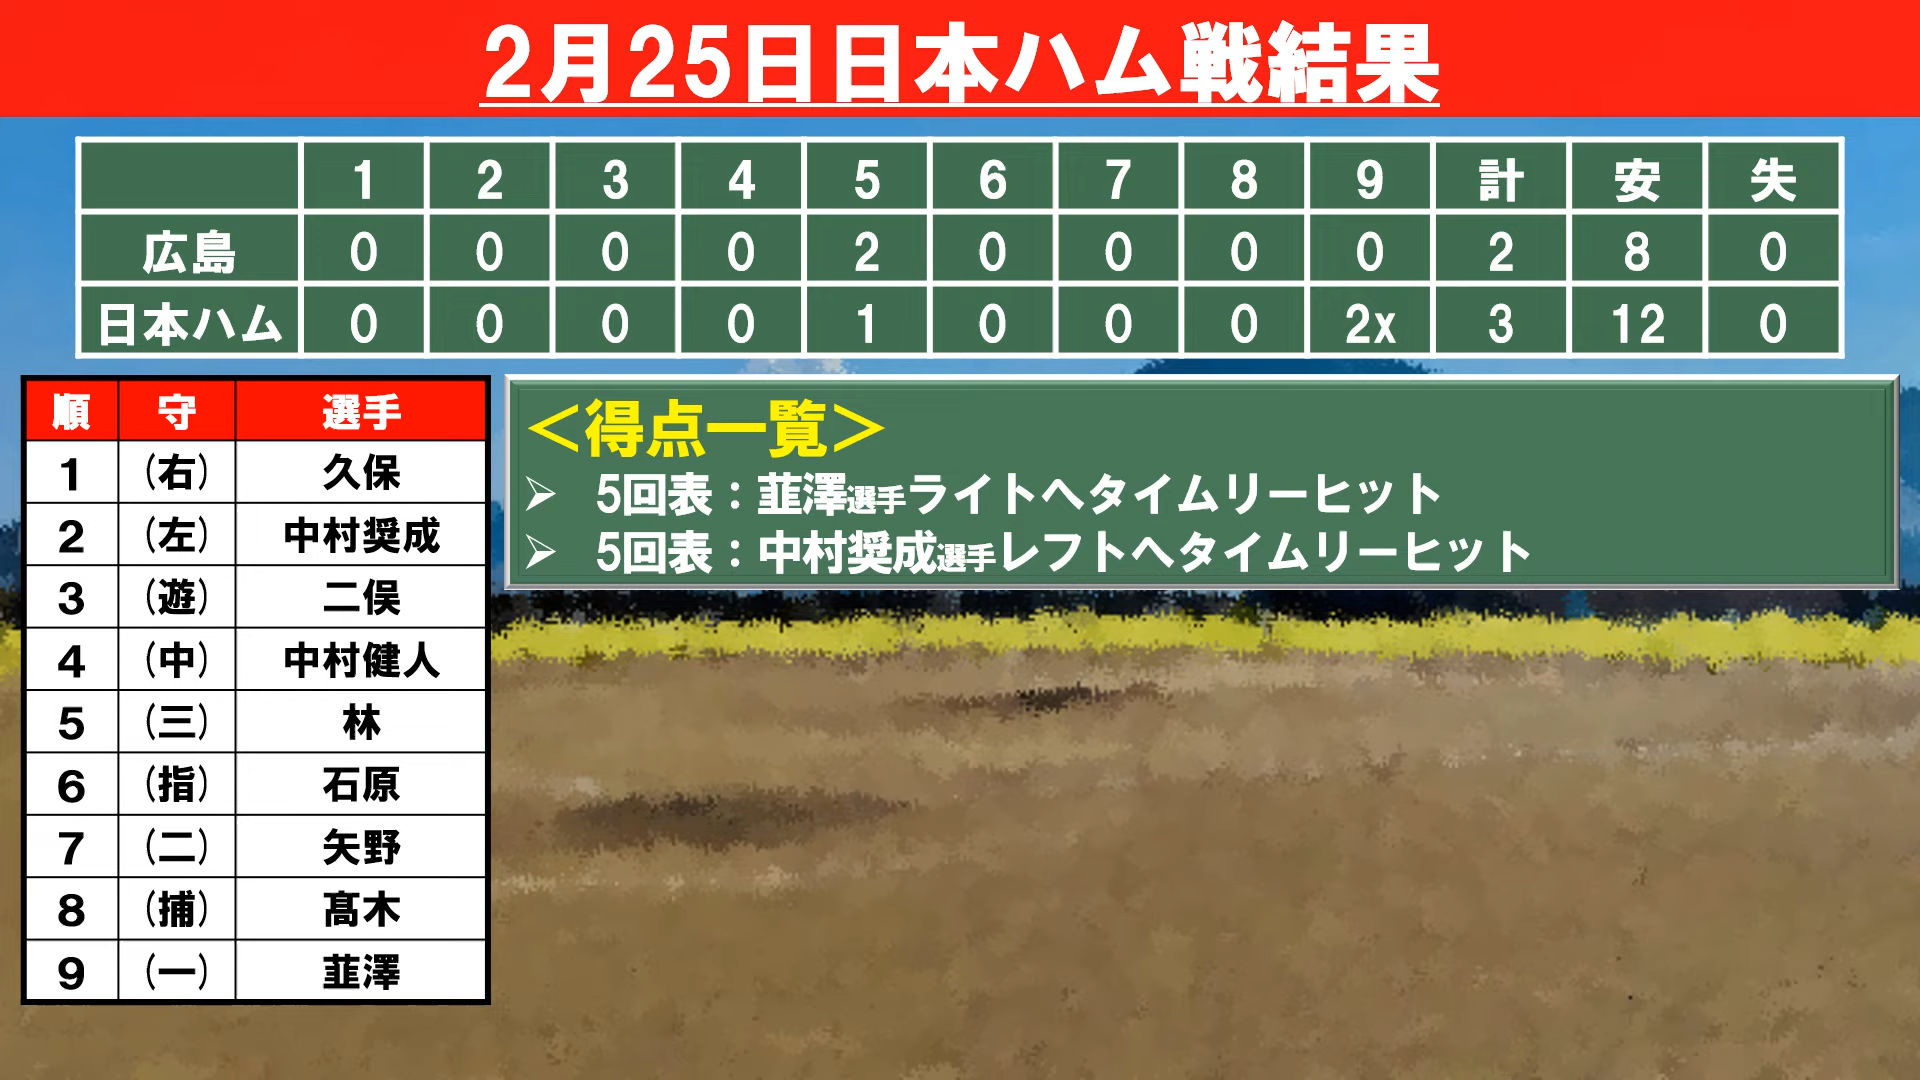 2月25日日本ハム戦結果
1 2 3 4 5 6 7 8 9 計 安 失
広島 0 0 0 0 2 0 0 0 0 2 8 0
日本ハム 0 0 0 0 1 0 0 0 2x 3 12 0
順 守 選手
1 (右) 久保
2 (左) 中村奨成
3 (遊) 二俣
4 (中) 中村健人
5 (三) 林
6 (指) 石原
7 (二) 矢野
8 (捕) 髙木
9 (一) 韮澤
＜得点一覧＞
➢ 5回表：韮澤選手ライトへタイムリーヒット
➢ 5回表：中村奨成選手レフトへタイムリーヒット